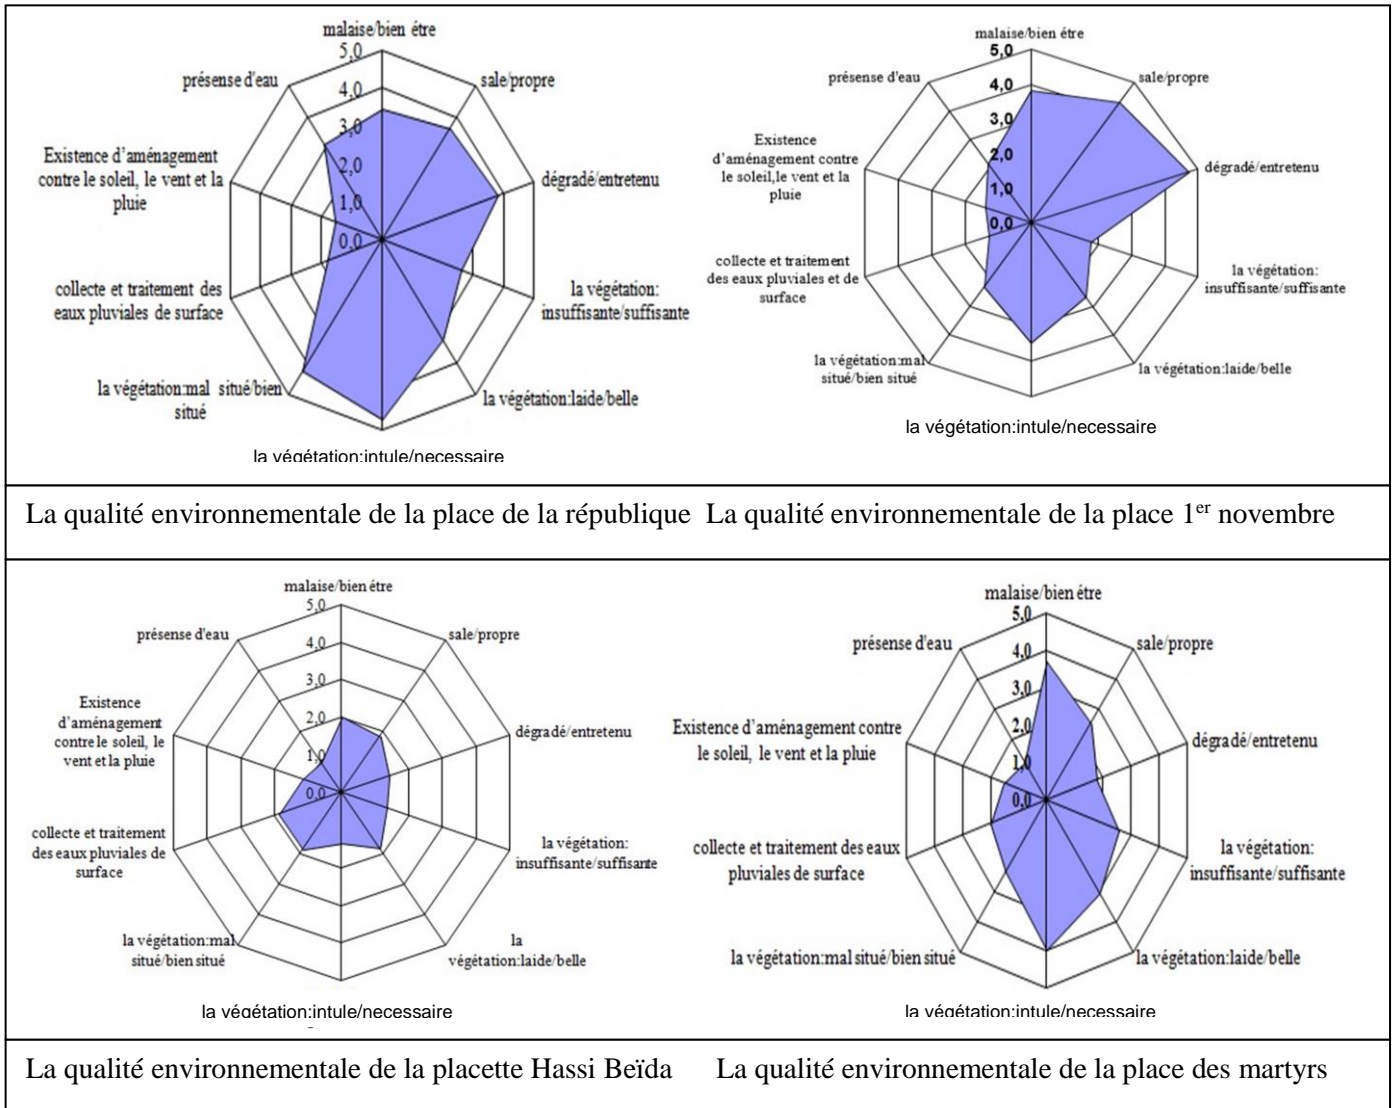 malaise/bien étre
5,0
présense d'eau
sale/propre
4,0
3,0
Existence d'aménagement
contre le soleil, le vent et la
pluie
2,0
dégradé/entretenu
1,0
0,0
collecte et traitement des
eaux pluviales de surface
la végétation:
insuffisante/suffisante
la végétation:mal situé/bien
situé
la végétation:laide/belle
la végétation:intule/necessaire
malaise/bien étre
5,0
présense d'eau
sale/propre
4,0
3,0
Existence
d'aménagement contre
le soleil,le vent et la
pluie
2,0
dégradé/entretenu
1,0
0,0
collecte et traitement
des eaux pluviales et de
surface
la végétation:
insuffisante/suffisante
la végétation:mal
situé/bien situé
la végétation:laide/belle
la végétation:intule/necessaire
La qualité environnementale de la place de la république
La qualité environnementale de la place 1er novembre
malaise/bien étre
5,0
présense d'eau
sale/propre
4,0
3,0
Existence
d'aménagement
contre le soleil, le
vent et la pluie
2,0
dégradé/entretenu
1,0
0,0
collecte et traitement
des eaux pluviales de
surface
la végétation:
insuffisante/suffisante
la végétation:mal
situé/bien situé
la
végétation:laide/belle
la végétation:intule/necessaire
malaise/bien étre
5,0
présense d'eau
sale/propre
4,0
3,0
Existence d'aménagement contre
le soleil, le vent et la pluie
2,0
dégradé/entretenu
1,0
0,0
collecte et traitement des eaux
pluviales de surface
la végétation:
insuffisante/suffisante
la végétation:mal situé/bien situé
la végétation:laide/belle
la végétation:intule/necessaire
La qualité environnementale de la placette Hassi Beïda
La qualité environnementale de la place des martyrs